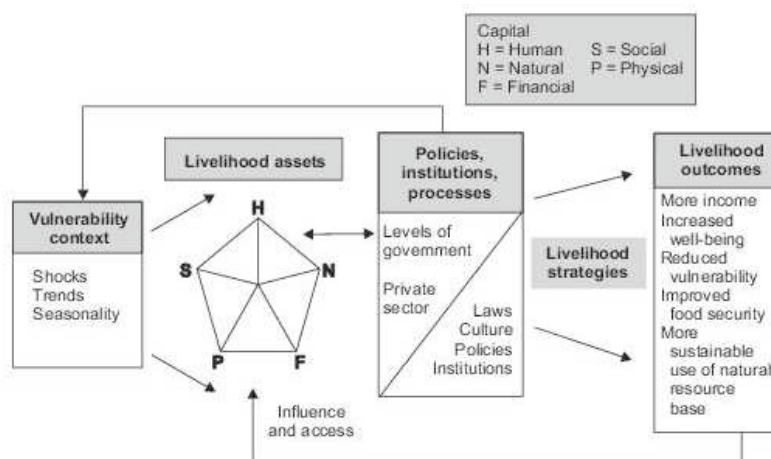 Capital
H = Human S = Social
N = Natural P = Physical
F = Financial
Livelihood assets
Policies,
institutions,
processes
Livelihood
outcomes
Vulnerability
context
Shocks
Trends
Seasonality
H
S
N
P
F
Levels of
government
Private
sector
Laws
Culture
Policies
Institutions
Livelihood
strategies
More income
Increased
well-being
Reduced
vulnerability
Improved
food security
More
sustainable
use of natural
resource
base
Influence
and access